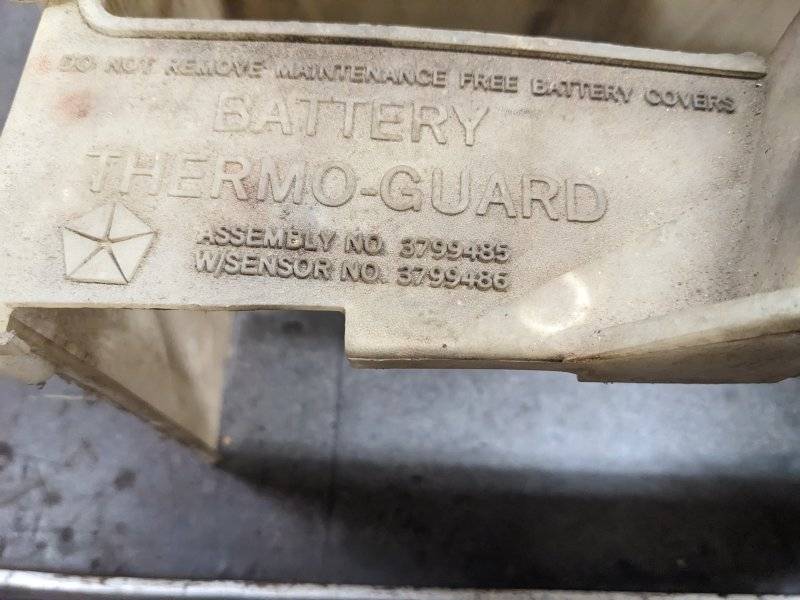 DO NOT REMOVE MAINTENANCE FREE BATTERY COVERS
BATTERY
THERMO-GUARD
ASSEMBLY NO. 3799485
W/SENSOR NO. 3799486